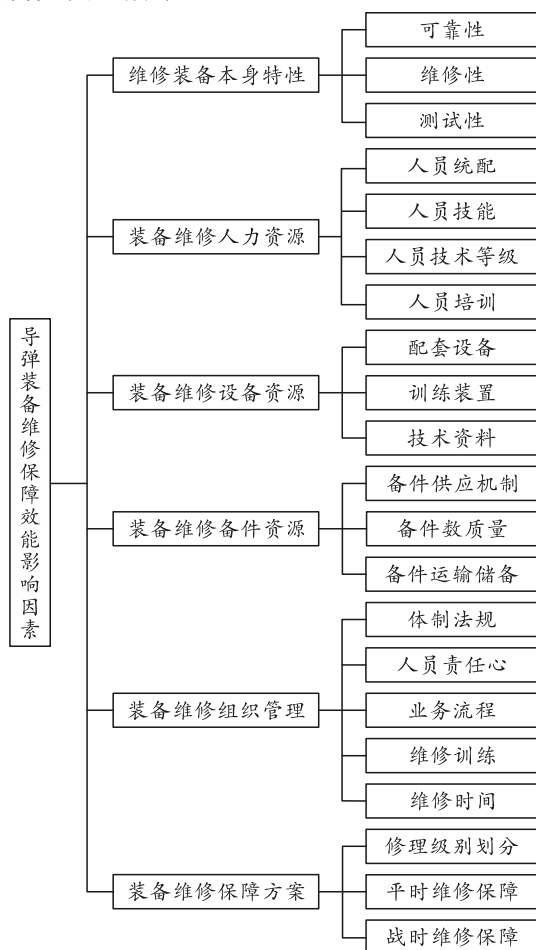 导弹装备维修保障效能影响因素
维修装备本身特性
可靠性
维修性
测试性
装备维修人力资源
人员统配
人员技能
人员技术等级
人员培训
装备维修设备资源
配套设备
训练装置
技术资料
装备维修备件资源
备件供应机制
备件数质量
备件运输储备
装备维修组织管理
体制法规
人员责任心
业务流程
维修训练
维修时间
装备维修保障方案
修理级别划分
平时维修保障
战时维修保障